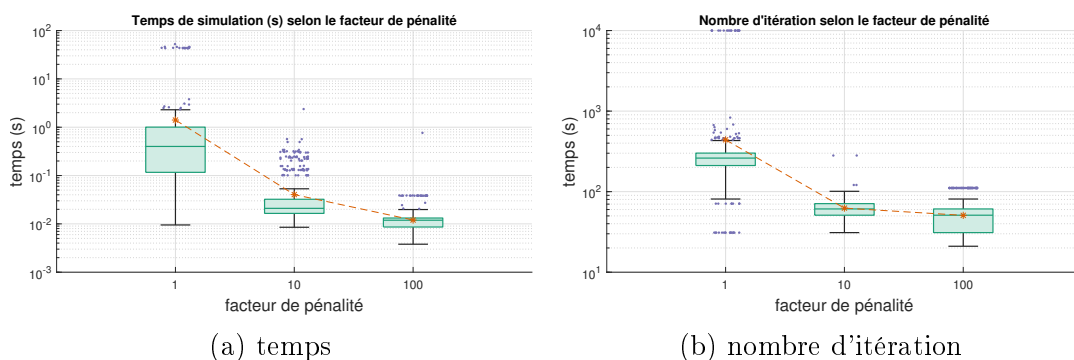 Temps de simulation (s) selon le facteur de pénalité
temps (s)
10^2
10^1
10^0
10^-1
10^-2
10^-3
1 10 100
facteur de pénalité
(a) temps
Nombre d'itération selon le facteur de pénalité
temps (s)
10^4
10^3
10^2
10^1
1 10 100
facteur de pénalité
(b) nombre d'itération